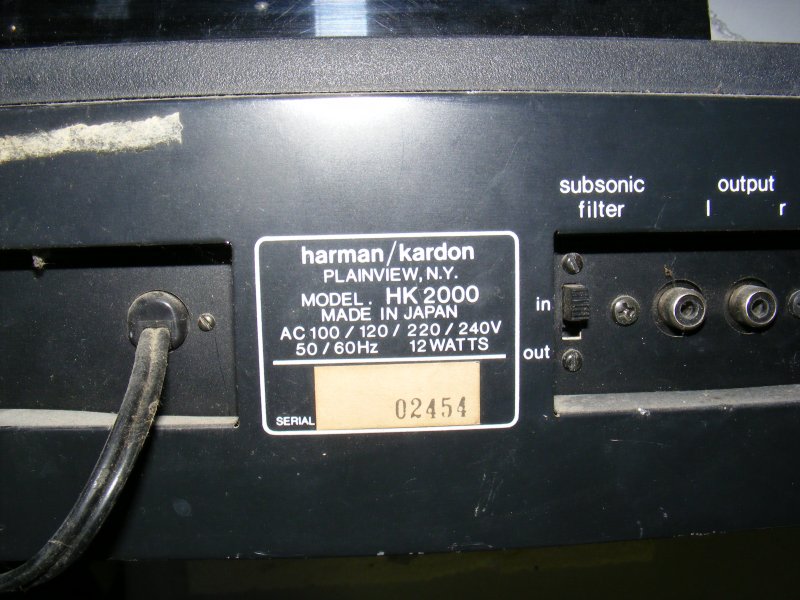 subsonic
filter
output
l r
harman/kardon
PLAINVIEW, N.Y.
MODEL. HK 2000
MADE IN JAPAN
AC 100 / 120 / 220 / 240V
50 / 60Hz 12 WATTS
SERIAL 02454
in
out